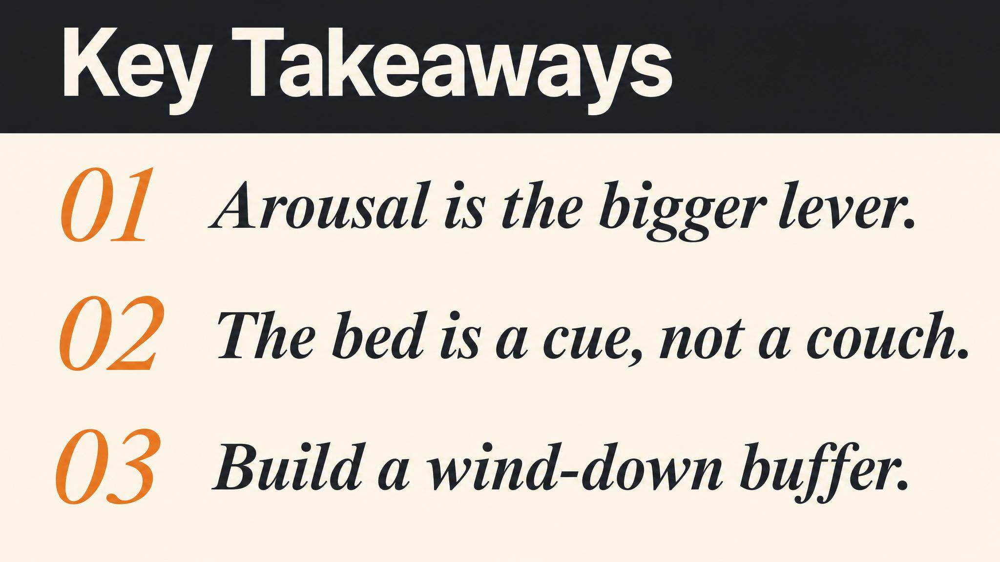 Key Takeaways
01 Arousal is the bigger lever.
02 The bed is a cue, not a couch.
03 Build a wind-down buffer.